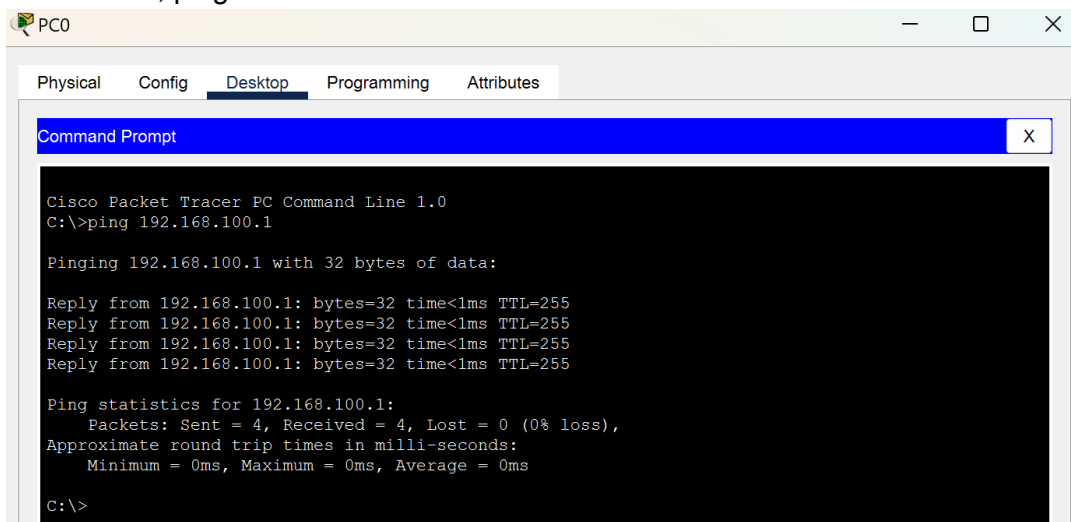 PC0
Physical Config Desktop Programming Attributes
Command Prompt X
Cisco Packet Tracer PC Command Line 1.0
C:\>ping 192.168.100.1
Pinging 192.168.100.1 with 32 bytes of data:
Reply from 192.168.100.1: bytes=32 time<1ms TTL=255
Reply from 192.168.100.1: bytes=32 time<1ms TTL=255
Reply from 192.168.100.1: bytes=32 time<1ms TTL=255
Reply from 192.168.100.1: bytes=32 time<1ms TTL=255
Ping statistics for 192.168.100.1:
Packets: Sent = 4, Received = 4, Lost = 0 (0% loss),
Approximate round trip times in milli-seconds:
Minimum = 0ms, Maximum = 0ms, Average = 0ms
C:\>